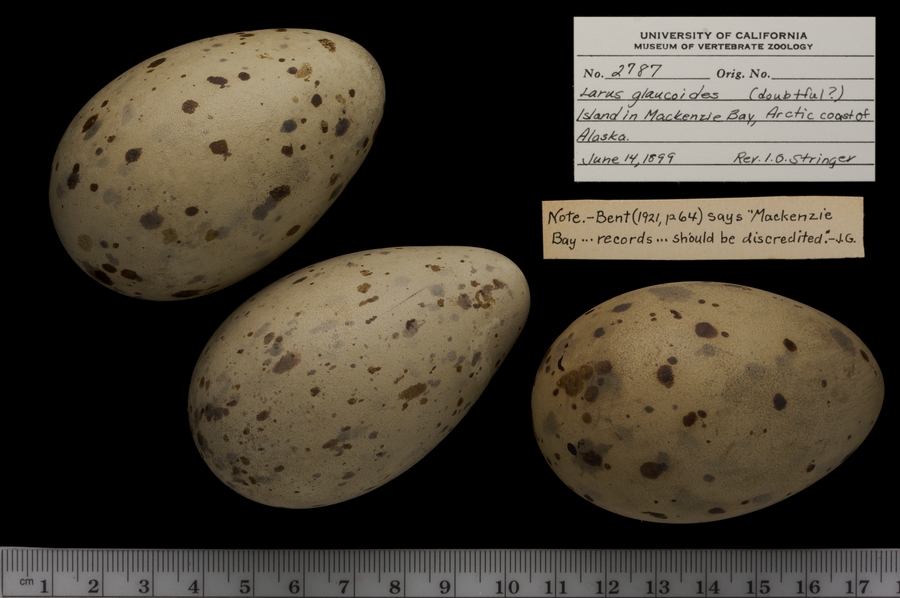 UNIVERSITY OF CALIFORNIA
MUSEUM OF VERTEBRATE ZOOLOGY
No. 2787 Orig. No.
Larus glaucoides (doubtful?)
Island in Mackenzie Bay, Arctic coast of
Alaska.
June 14, 1899 Rev. I.O. Stringer
Note.-Bent (1921, p64) says "Mackenzie
Bay ... records ... should be discredited".-J.G.
cm 1 2 3 4 5 6 7 8 9 10 11 12 13 14 15 16 17